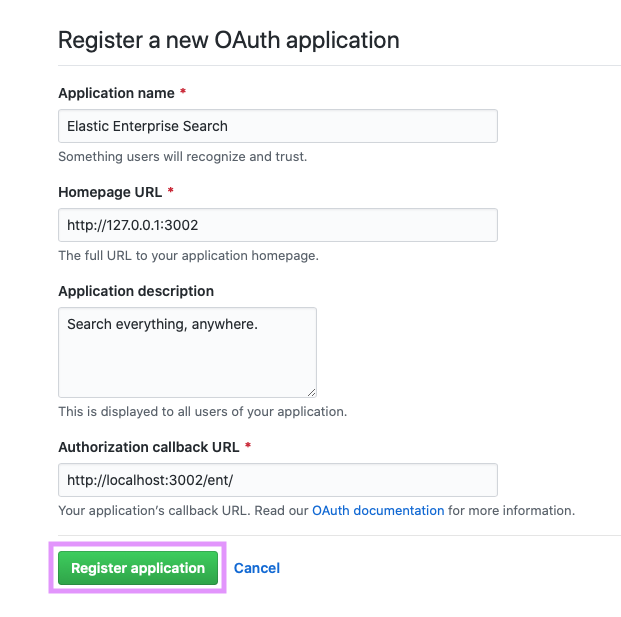 Register a new OAuth application
Application name *
Elastic Enterprise Search
Something users will recognize and trust.
Homepage URL *
http://127.0.0.1:3002
The full URL to your application homepage.
Application description
Search everything, anywhere.
This is displayed to all users of your application.
Authorization callback URL *
http://localhost:3002/ent/
Your application’s callback URL. Read our OAuth documentation for more information.
Register application Cancel